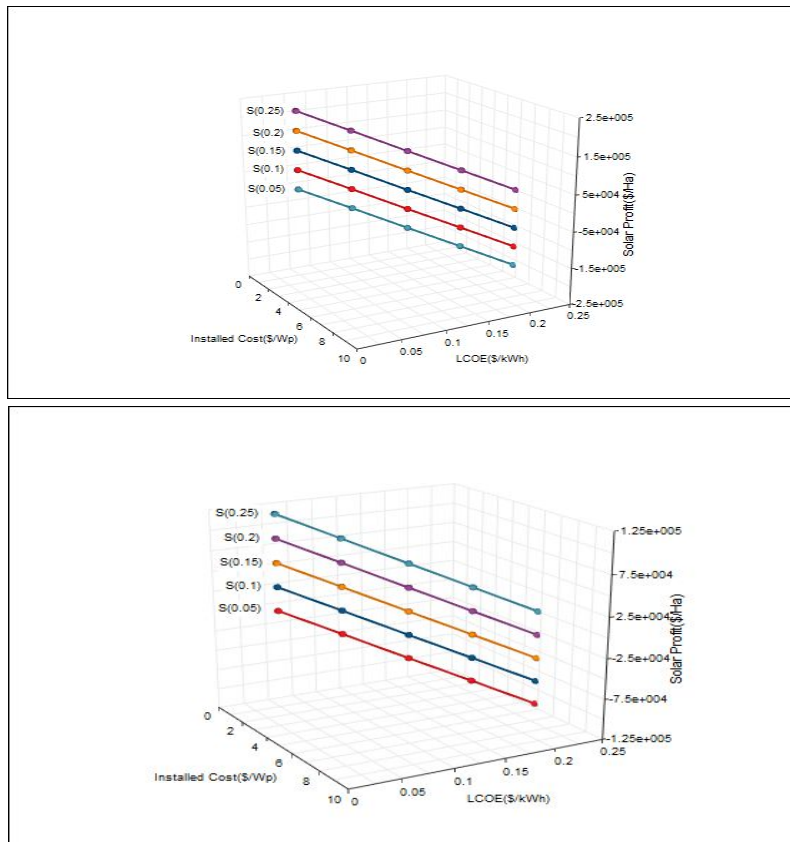 S(0.25)
S(0.2)
S(0.15)
S(0.1)
S(0.05)
2.5e+005
1.5e+005
5e+004
-5e+004
-1.5e+005
-2.5e+005
Solar Profit($/Ha)
0
2
4
6
8
10
Installed Cost($/Wp)
0
0.05
0.1
0.15
0.2
0.25
LCOE($/kWh)
S(0.25)
S(0.2)
S(0.15)
S(0.1)
S(0.05)
1.25e+005
7.5e+004
2.5e+004
-2.5e+004
-7.5e+004
-1.25e+005
Solar Profit($/Ha)
0
2
4
6
8
10
Installed Cost($/Wp)
0
0.05
0.1
0.15
0.2
0.25
LCOE($/kWh)